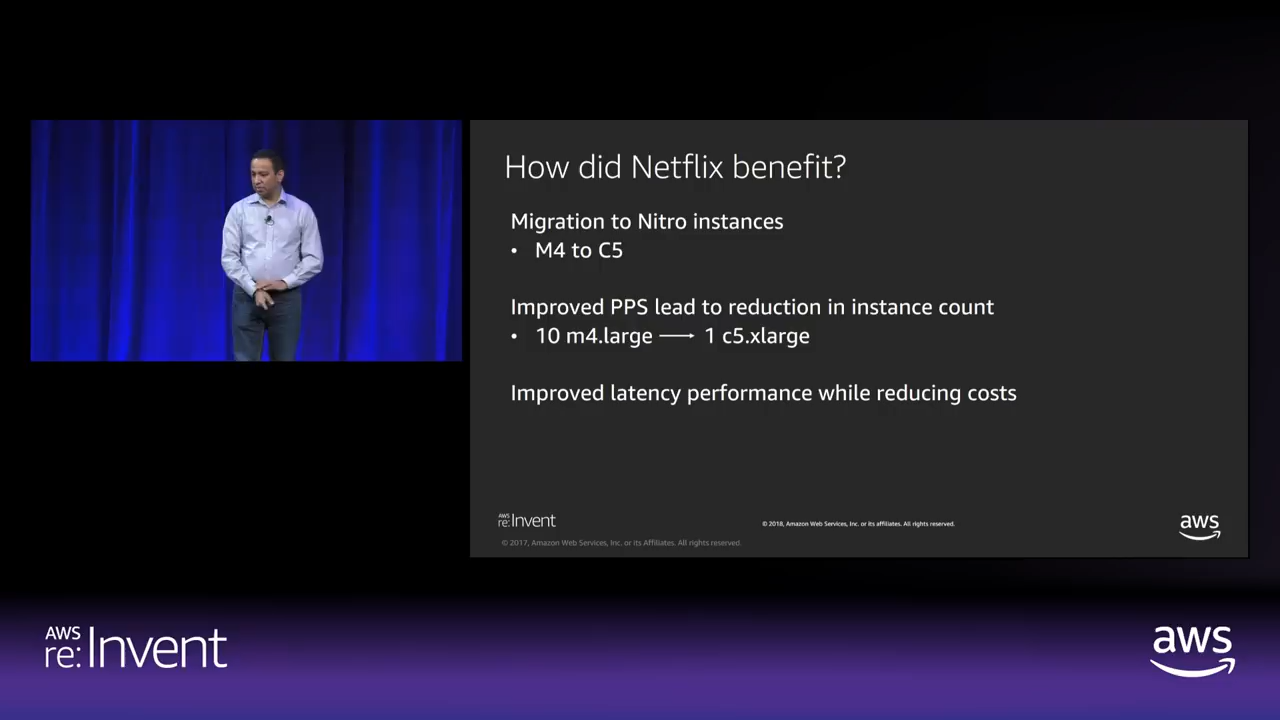 How did Netflix benefit?
Migration to Nitro instances
• M4 to C5
Improved PPS lead to reduction in instance count
• 10 m4.large → 1 c5.xlarge
Improved latency performance while reducing costs
AWS
re:Invent
© 2018, Amazon Web Services, Inc. or its affiliates. All rights reserved.
aws
© 2017, Amazon Web Services, Inc. or its Affiliates. All rights reserved.
AWS
re:Invent
aws